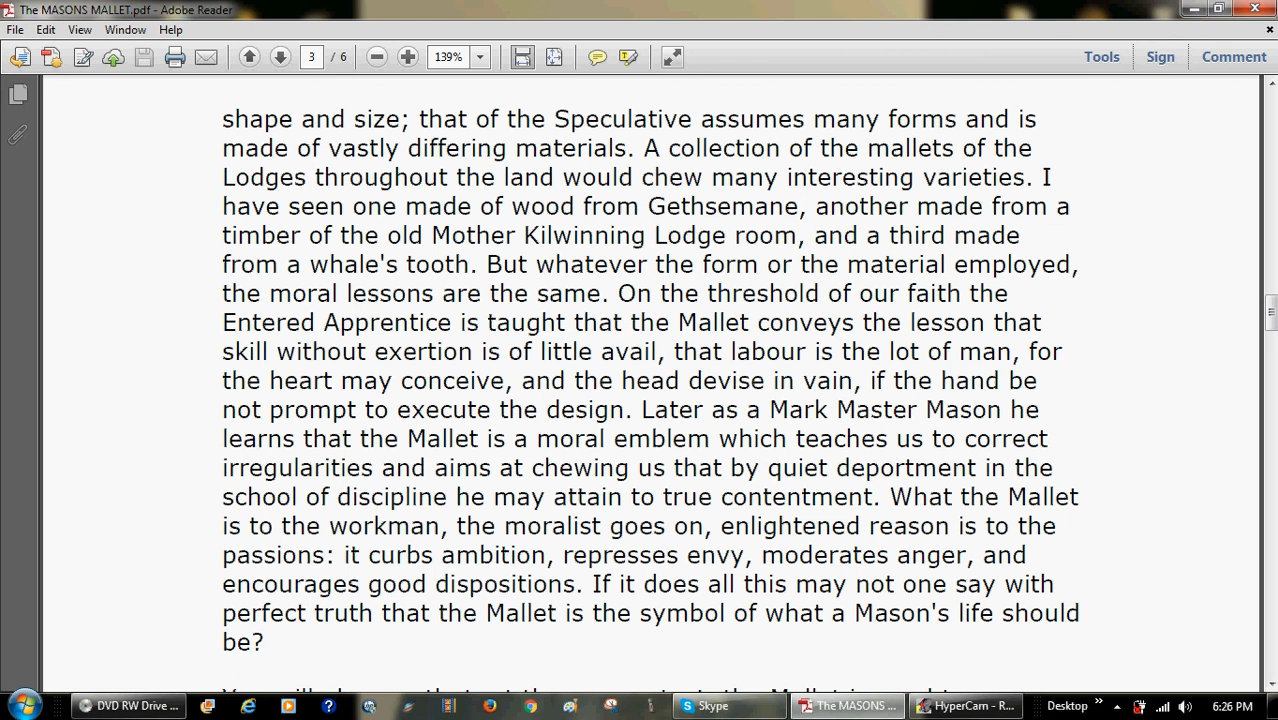 The MASONS MALLET.pdf - Adobe Reader
File Edit View Window Help
3 / 6 139% Tools Sign Comment
shape and size; that of the Speculative assumes many forms and is
made of vastly differing materials. A collection of the mallets of the
Lodges throughout the land would chew many interesting varieties. I
have seen one made of wood from Gethsemane, another made from a
timber of the old Mother Kilwinning Lodge room, and a third made
from a whale's tooth. But whatever the form or the material employed,
the moral lessons are the same. On the threshold of our faith the
Entered Apprentice is taught that the Mallet conveys the lesson that
skill without exertion is of little avail, that labour is the lot of man, for
the heart may conceive, and the head devise in vain, if the hand be
not prompt to execute the design. Later as a Mark Master Mason he
learns that the Mallet is a moral emblem which teaches us to correct
irregularities and aims at chewing us that by quiet deportment in the
school of discipline he may attain to true contentment. What the Mallet
is to the workman, the moralist goes on, enlightened reason is to the
passions: it curbs ambition, represses envy, moderates anger, and
encourages good dispositions. If it does all this may not one say with
perfect truth that the Mallet is the symbol of what a Mason's life should
be?
DVD RW Drive ... Skype The MASONS ... HyperCam - R... Desktop 6:26 PM